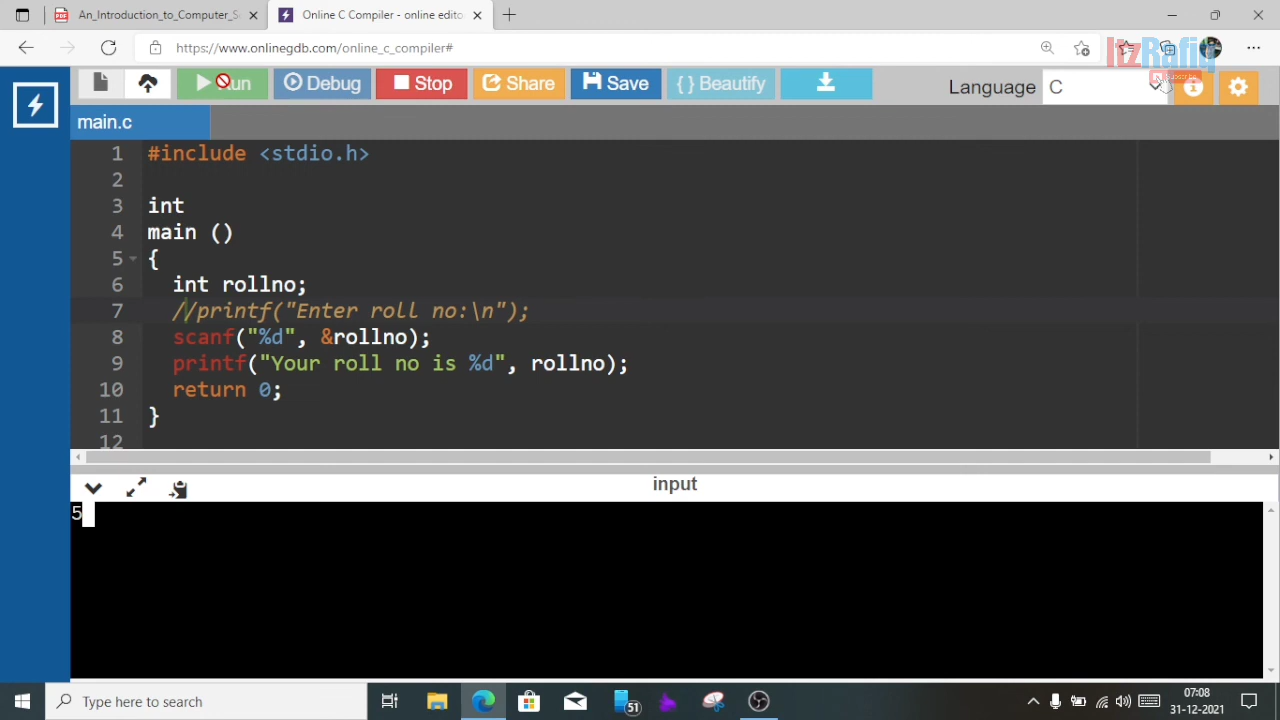 An_Introduction_to_Computer_S
Online C Compiler - online edito
https://www.onlinegdb.com/online_c_compiler#
ItzRafiq
Subscribe
Run
Debug
Stop
Share
Save
{ } Beautify
Language
C
main.c
1 #include <stdio.h>
2
3 int
4 main ()
5 {
6 int rollno;
7 //printf("Enter roll no:\n");
8 scanf("%d", &rollno);
9 printf("Your roll no is %d", rollno);
10 return 0;
11 }
12
input
5
Type here to search
51
07:08
31-12-2021